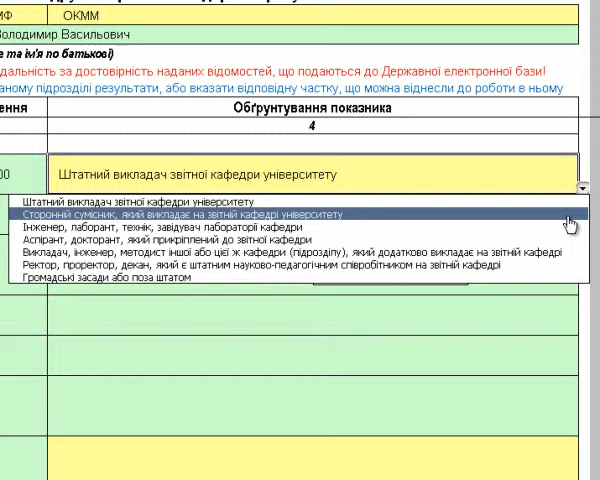 МФ ОКММ
Володимир Васильович
е та ім'я по батькові)
дальність за достовірність наданих відомостей, що подаються до Державної електронної бази!
аному підрозділі результати, або вказати відповідну частку, що можна віднести до роботи в ньому
ення Обґрунтування показника
4
00 Штатний викладач звітної кафедри університету
Штатний викладач звітної кафедри університету
Сторонній сумісник, який викладає на звітній кафедрі університету
Інженер, лаборант, технік, завідувач лабораторії кафедри
Аспірант, докторант, який прикріплений до звітної кафедри
Викладач, інженер, методист іншої або цієї ж кафедри (підрозділу), який додатково викладає на звітній кафедрі
Ректор, проректор, декан, який є штатним науково-педагогічним співробітником на звітній кафедрі
Громадські засади або поза штатом